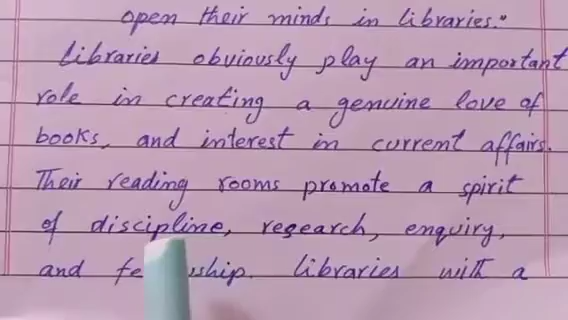 open their minds in libraries."
Libraries obviously play an important
role in creating a genuine love of
books, and interest in current affairs.
Their reading rooms promote a spirit
of discipline, research, enquiry,
and libraries with a